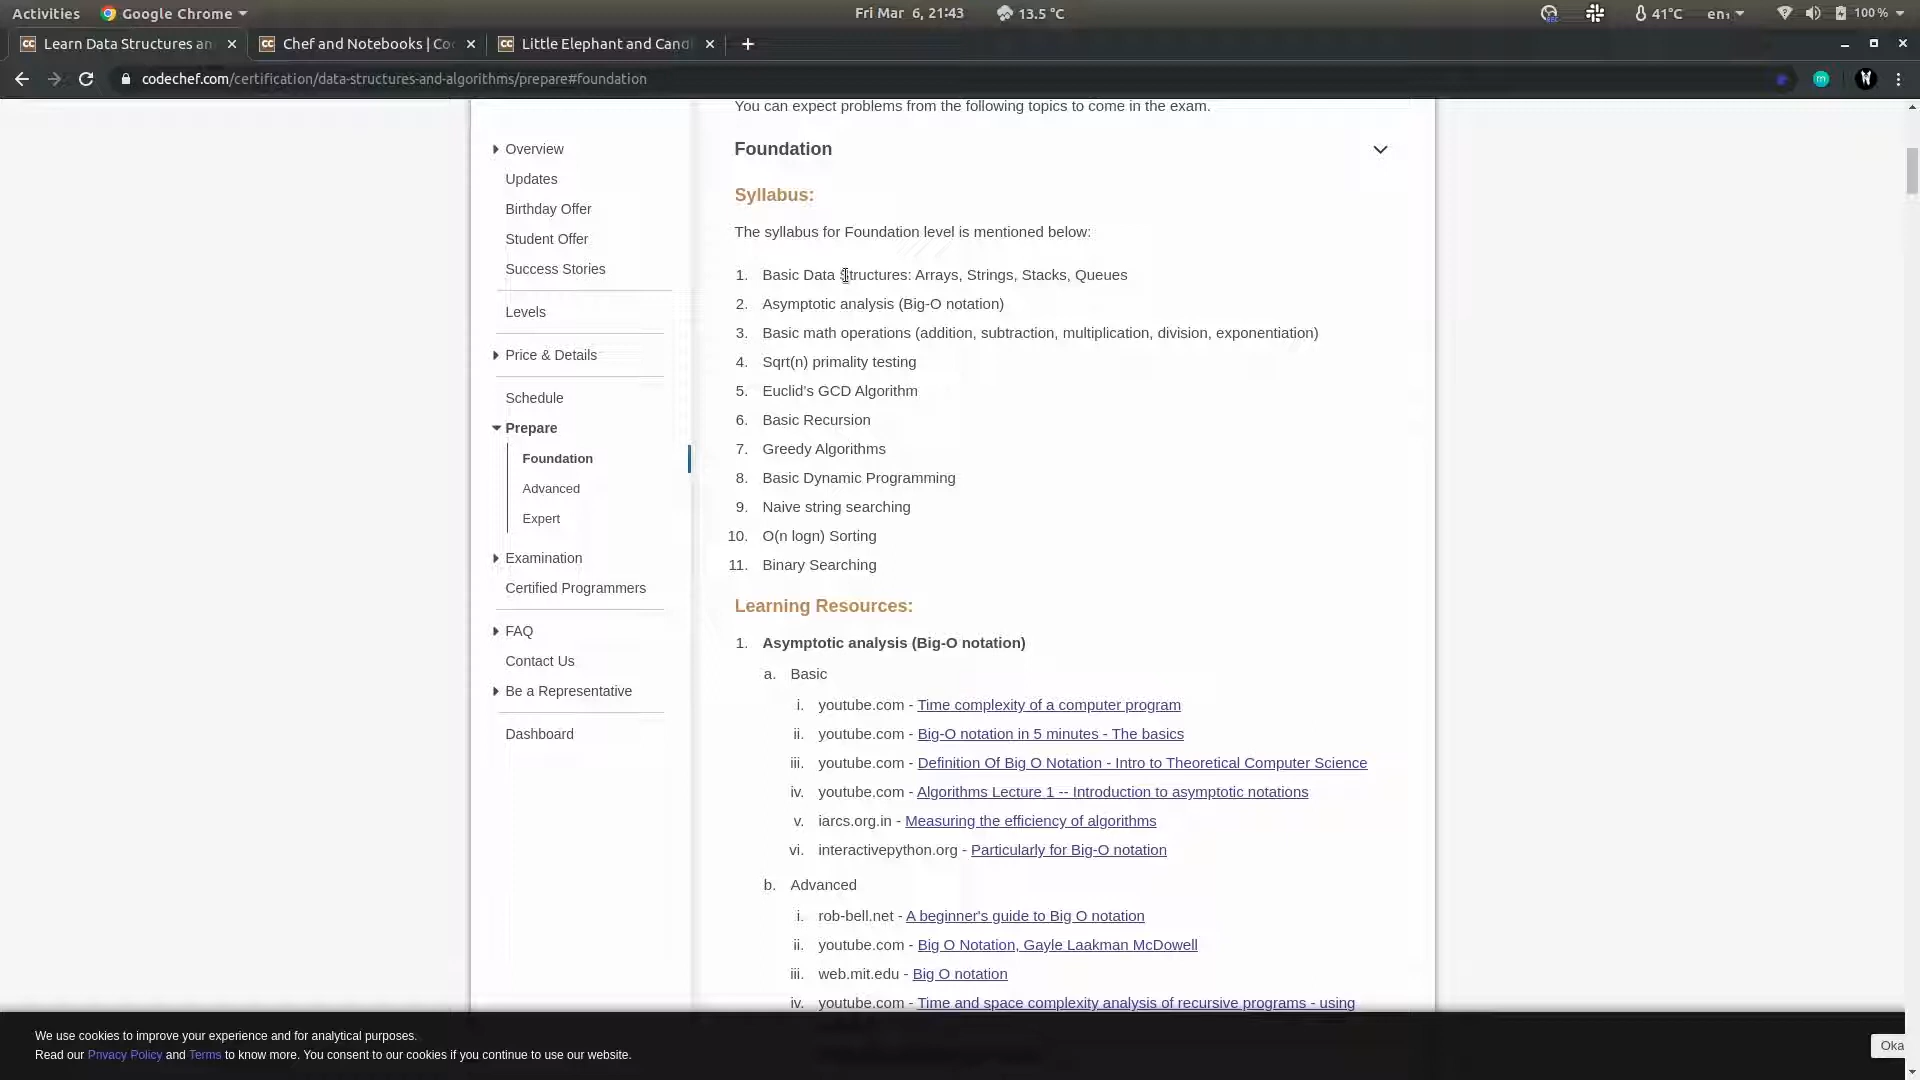 Activities Google Chrome Fri Mar 6, 21:43 13.5 °C 41°C en₁ 100 %
Learn Data Structures an Chef and Notebooks | Co Little Elephant and Cand
codechef.com/certification/data-structures-and-algorithms/prepare#foundation
You can expect problems from the following topics to come in the exam.
Overview
Updates
Birthday Offer
Student Offer
Success Stories
Levels
Price & Details
Schedule
Prepare
Foundation
Advanced
Expert
Examination
Certified Programmers
FAQ
Contact Us
Be a Representative
Dashboard
Foundation
Syllabus:
The syllabus for Foundation level is mentioned below:
1. Basic Data Structures: Arrays, Strings, Stacks, Queues
2. Asymptotic analysis (Big-O notation)
3. Basic math operations (addition, subtraction, multiplication, division, exponentiation)
4. Sqrt(n) primality testing
5. Euclid's GCD Algorithm
6. Basic Recursion
7. Greedy Algorithms
8. Basic Dynamic Programming
9. Naive string searching
10. O(n logn) Sorting
11. Binary Searching
Learning Resources:
1. Asymptotic analysis (Big-O notation)
a. Basic
i. youtube.com - Time complexity of a computer program
ii. youtube.com - Big-O notation in 5 minutes - The basics
iii. youtube.com - Definition Of Big O Notation - Intro to Theoretical Computer Science
iv. youtube.com - Algorithms Lecture 1 -- Introduction to asymptotic notations
v. iarcs.org.in - Measuring the efficiency of algorithms
vi. interactivepython.org - Particularly for Big-O notation
b. Advanced
i. rob-bell.net - A beginner's guide to Big O notation
ii. youtube.com - Big O Notation, Gayle Laakman McDowell
iii. web.mit.edu - Big O notation
iv. youtube.com - Time and space complexity analysis of recursive programs - using
We use cookies to improve your experience and for analytical purposes.
Read our Privacy Policy and Terms to know more. You consent to our cookies if you continue to use our website.
Oka